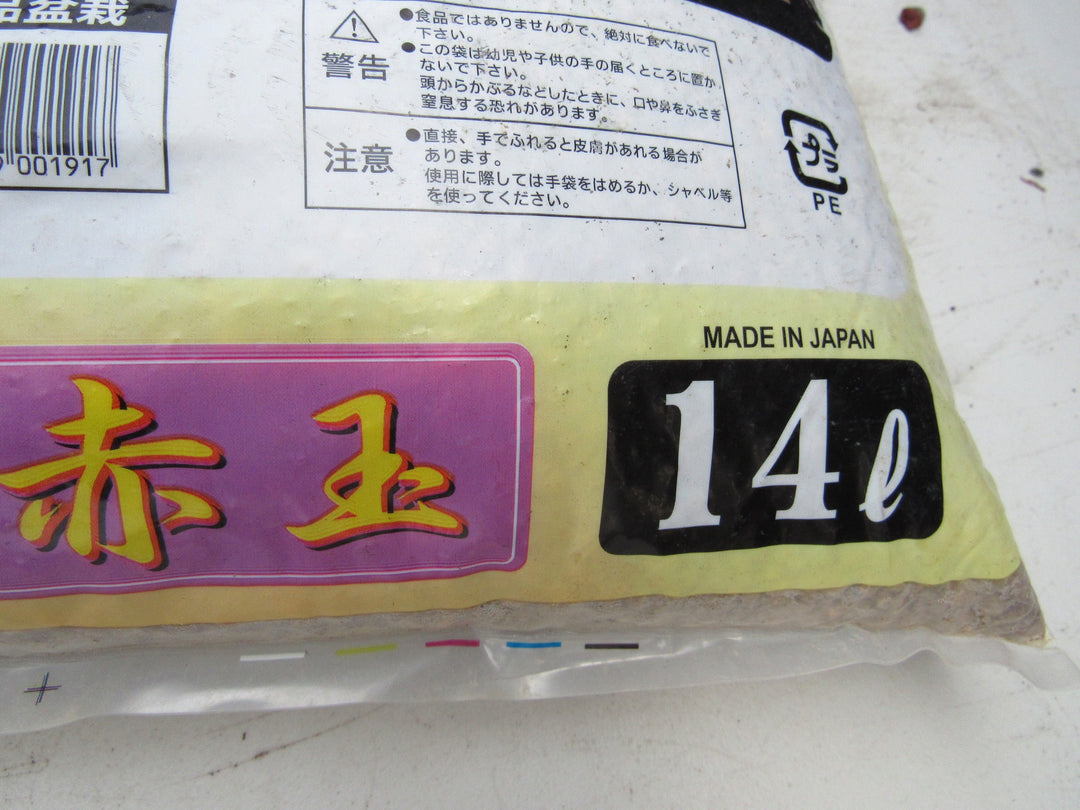 品盆栽
001917
警告
●食品ではありませんので、絶対に食べないで
下さい。
●この袋は幼児や子供の手の届くところに置か
ないで下さい。
頭からかぶるなどしたときに、口や鼻をふさぎ
窒息する恐れがあります。
注意
●直接、手でふれると皮膚があれる場合が
あります。
使用に際しては手袋をはめるか、シャベル等
を使ってください。
プラ
PE
MADE IN JAPAN
赤玉
14ℓ